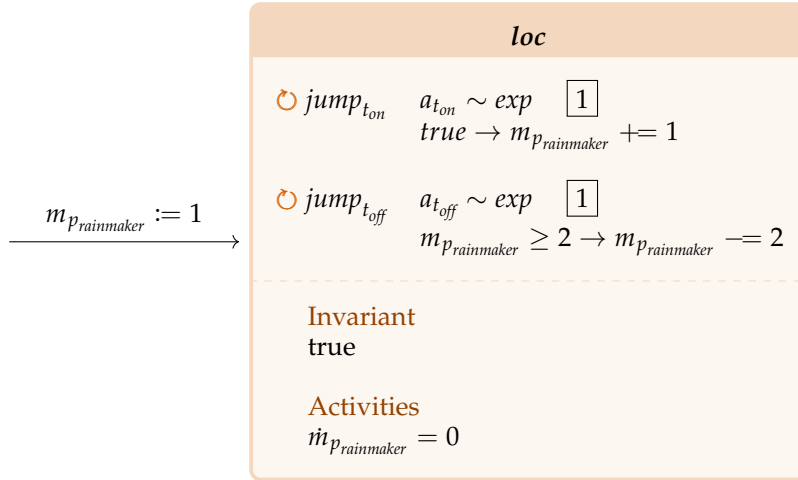 loc
↻ jump_{t_{on}} a_{t_{on}} ∼ exp 1
true → m_{p_{rainmaker}} += 1
m_{p_{rainmaker}} := 1
↻ jump_{t_{off}} a_{t_{off}} ∼ exp 1
m_{p_{rainmaker}} ≥ 2 → m_{p_{rainmaker}} −= 2
Invariant
true
Activities
ṁ_{p_{rainmaker}} = 0